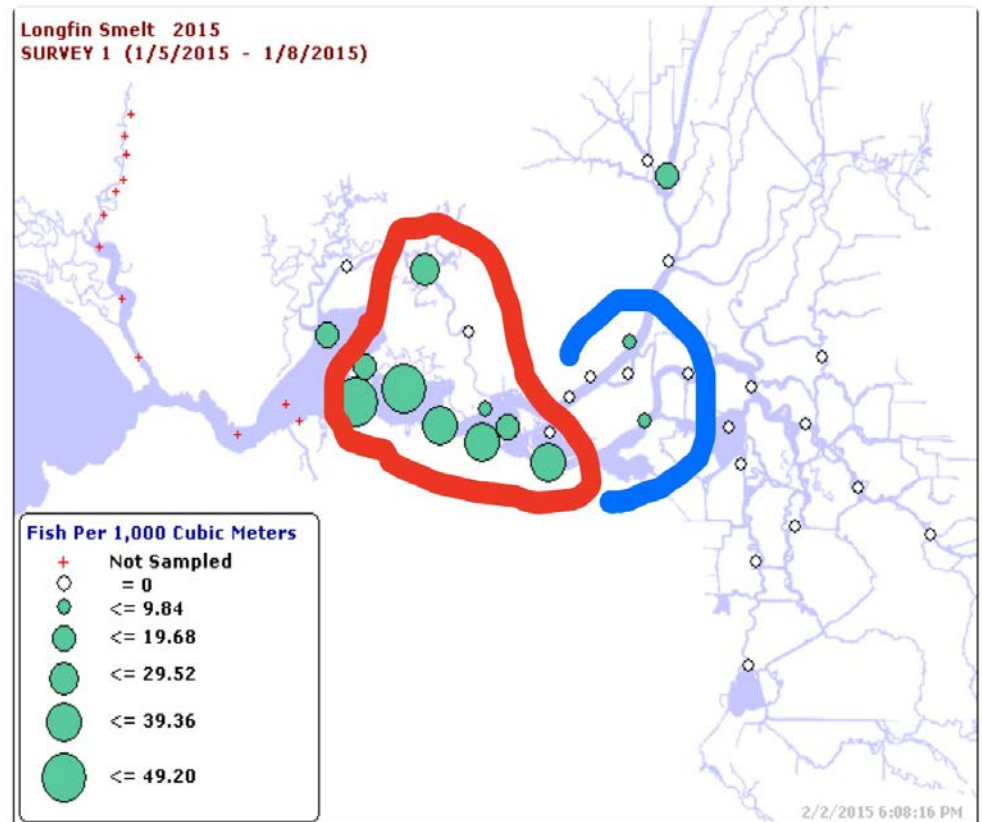 Longfin Smelt 2015
SURVEY 1 (1/5/2015 - 1/8/2015)
Fish Per 1,000 Cubic Meters
Not Sampled
= 0
<= 9.84
<= 19.68
<= 29.52
<= 39.36
<= 49.20
2/2/2015 6:08:16 PM